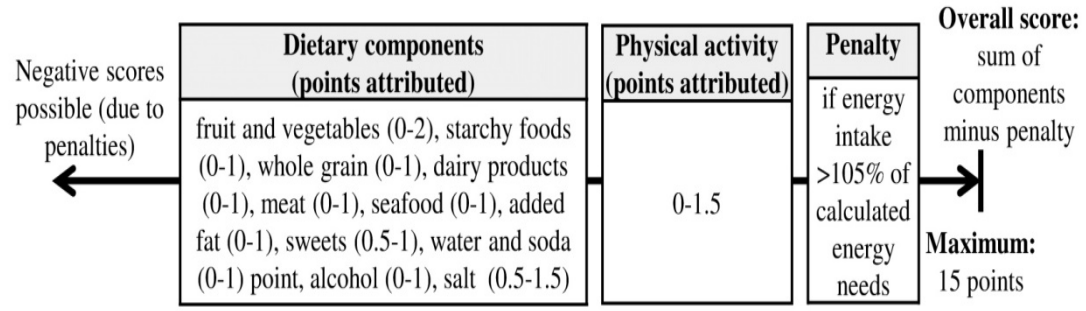 Negative scores
possible (due to
penalties)
Dietary components
(points attributed)
fruit and vegetables (0-2), starchy foods
(0-1), whole grain (0-1), dairy products
(0-1), meat (0-1), seafood (0-1), added
fat (0-1), sweets (0.5-1), water and soda
(0-1) point, alcohol (0-1), salt (0.5-1.5)
Physical activity
(points attributed)
0-1.5
Penalty
if energy
intake
>105% of
calculated
energy
needs
Overall score:
sum of
components
minus penalty
Maximum:
15 points